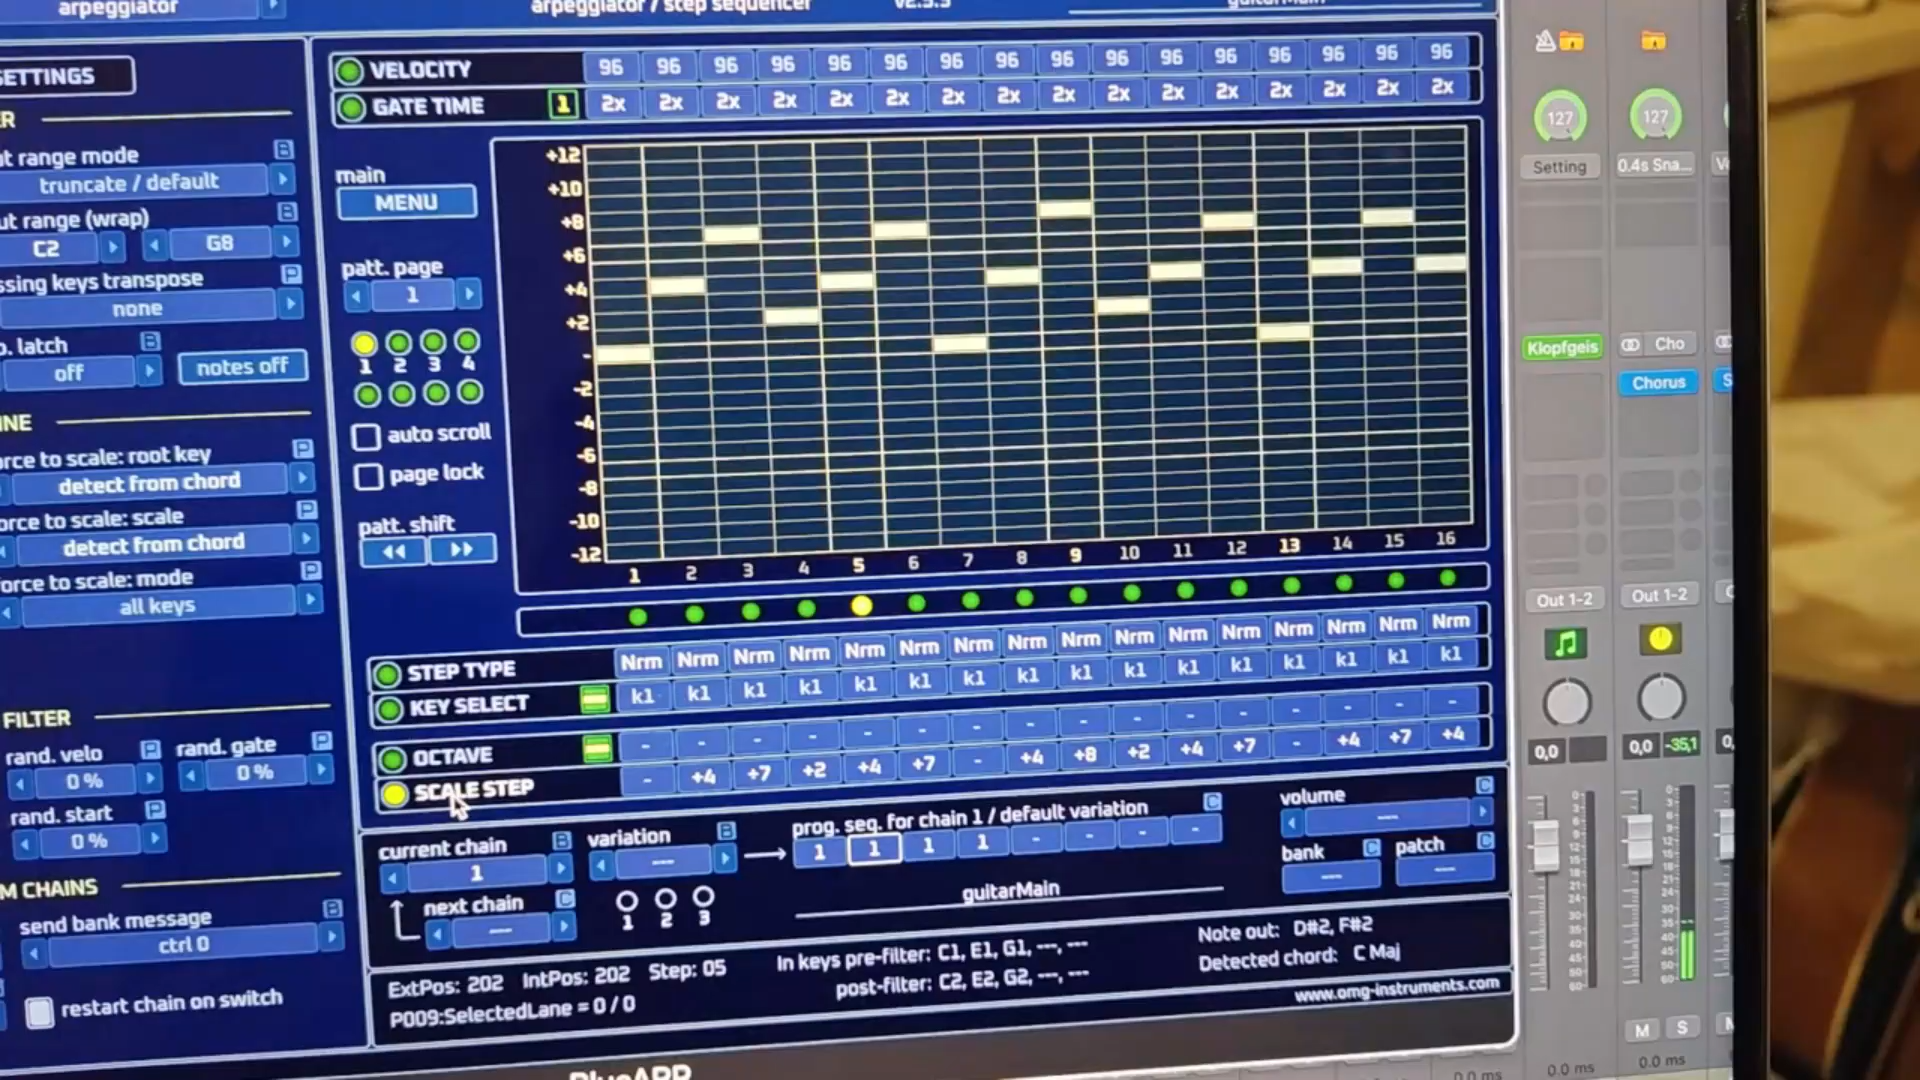 arpeggiator
arpeggiator / step sequencer
v2.5.5
guitarMain
SETTINGS
ut range mode
truncate / default
ut range (wrap)
C2 G8
ssing keys transpose
none
latch
off notes off
orce to scale: root key
detect from chord
orce to scale: scale
detect from chord
force to scale: mode
all keys
FILTER
rand. velo rand. gate
0 % 0 %
rand. start
0 %
M CHAINS
send bank message
ctrl 0
restart chain on switch
VELOCITY 96 96 96 96 96 96 96 96 96 96 96 96 96 96 96 96
GATE TIME 1 2x 2x 2x 2x 2x 2x 2x 2x 2x 2x 2x 2x 2x 2x 2x 2x
main
MENU
patt. page
1
1 2 3 4
auto scroll
page lock
patt. shift
+12
+10
+8
+6
+4
+2
-
-2
-4
-6
-8
-10
-12
1 2 3 4 5 6 7 8 9 10 11 12 13 14 15 16
STEP TYPE Nrm Nrm Nrm Nrm Nrm Nrm Nrm Nrm Nrm Nrm Nrm Nrm Nrm Nrm Nrm Nrm
KEY SELECT k1 k1 k1 k1 k1 k1 k1 k1 k1 k1 k1 k1 k1 k1 k1 k1
OCTAVE - - - - - - - - - - - - - - - -
SCALE STEP - +4 +7 +2 +4 +7 - +4 +8 +2 +4 +7 - +4 +7 +4
current chain
1
next chain
---
variation
---
1 2 3
prog. seq. for chain 1 / default variation
1 1 1 1 - - - -
guitarMain
volume
---
bank patch
--- ---
ExtPos: 202 IntPos: 202 Step: 05
P009:SelectedLane = 0 / 0
In keys pre-filter: C1, E1, G1, ---, ---
post-filter: C2, E2, G2, ---, ---
Note out: D#2, F#2
Detected chord: C Maj
www.omg-instruments.com
BlueARP
127 127
Setting 0.4s Sna...
Klopfgeis Cho
Chorus
Out 1-2 Out 1-2
0,0 0,0 -35,1
M S
0.0 ms 0.0 ms 0.0 ms